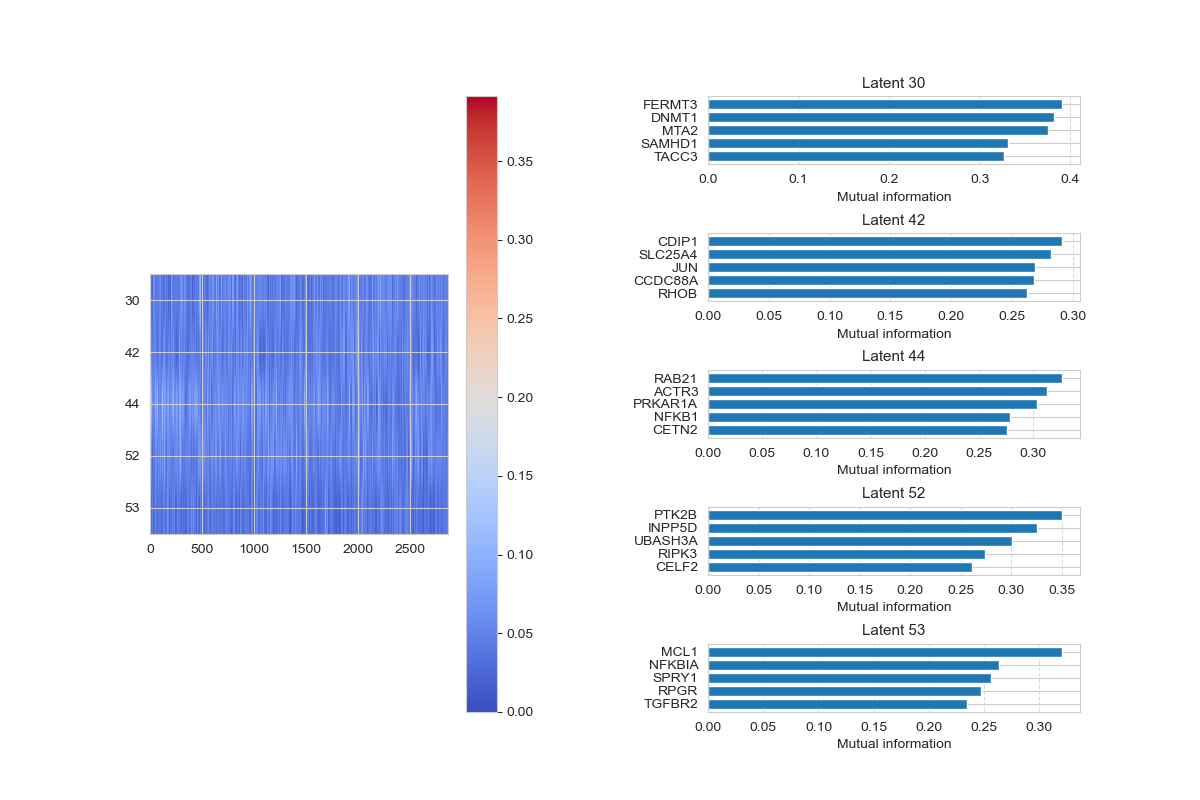 30
42
44
52
53
0 500 1000 1500 2000 2500
0.35
0.30
0.25
0.20
0.15
0.10
0.05
0.00
Latent 30
FERMT3
DNMT1
MTA2
SAMHD1
TACC3
0.0 0.1 0.2 0.3 0.4
Mutual information
Latent 42
CDIP1
SLC25A4
JUN
CCDC88A
RHOB
0.00 0.05 0.10 0.15 0.20 0.25 0.30
Mutual information
Latent 44
RAB21
ACTR3
PRKAR1A
NFKB1
CETN2
0.00 0.05 0.10 0.15 0.20 0.25 0.30
Mutual information
Latent 52
PTK2B
INPP5D
UBASH3A
RIPK3
CELF2
0.00 0.05 0.10 0.15 0.20 0.25 0.30 0.35
Mutual information
Latent 53
MCL1
NFKBIA
SPRY1
RPGR
TGFBR2
0.00 0.05 0.10 0.15 0.20 0.25 0.30
Mutual information